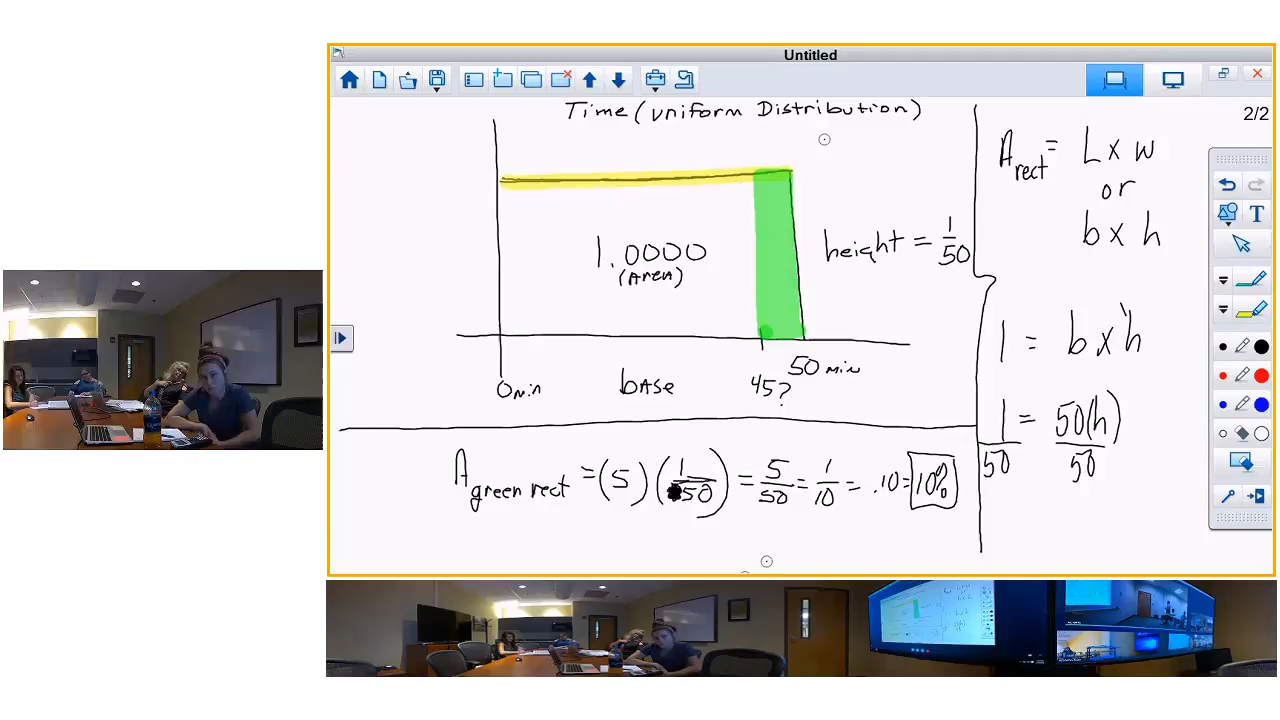 Untitled
2/2
Time (uniform Distribution)
1.0000
(Area)
height = 1/50
0 min
base
45?
50 min
A green rect = (5) (1/50) = 5/50 = 1/10 = .10 = 10%
A rect = L x w
or
b x h
1 = b x h
1/50 = 50(h)/50